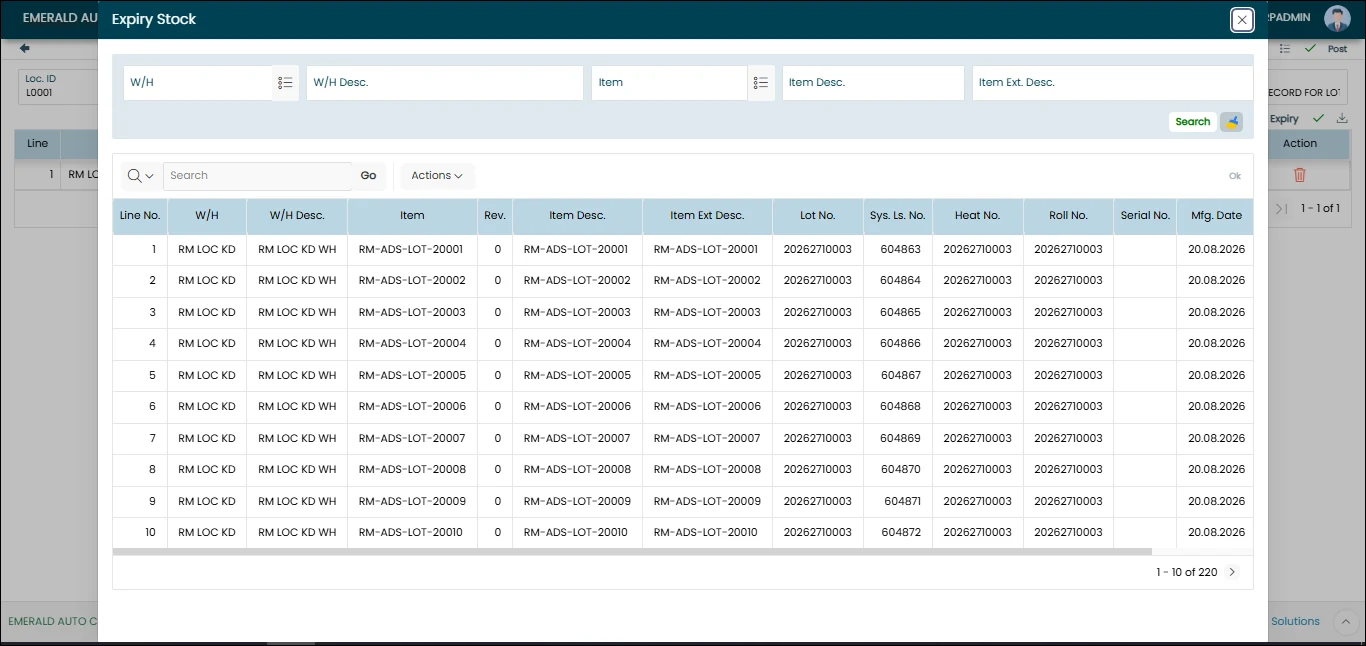 EMERALD AU
Expiry Stock
RPADMIN
Post
Loc. ID
L0001
W/H
W/H Desc.
Item
Item Desc.
Item Ext. Desc.
ECORD FOR LO
Search
Expiry
Line
Action
1 RM LO
Search
Go
Actions
Ok
1 - 1 of 1
Line No. W/H W/H Desc. Item Rev. Item Desc. Item Ext Desc. Lot No. Sys. Ls. No. Heat No. Roll No. Serial No. Mfg. Date
1 RM LOC KD RM LOC KD WH RM-ADS-LOT-20001 0 RM-ADS-LOT-20001 RM-ADS-LOT-20001 20262710003 604863 20262710003 20262710003 20.08.2026
2 RM LOC KD RM LOC KD WH RM-ADS-LOT-20002 0 RM-ADS-LOT-20002 RM-ADS-LOT-20002 20262710003 604864 20262710003 20262710003 20.08.2026
3 RM LOC KD RM LOC KD WH RM-ADS-LOT-20003 0 RM-ADS-LOT-20003 RM-ADS-LOT-20003 20262710003 604865 20262710003 20262710003 20.08.2026
4 RM LOC KD RM LOC KD WH RM-ADS-LOT-20004 0 RM-ADS-LOT-20004 RM-ADS-LOT-20004 20262710003 604866 20262710003 20262710003 20.08.2026
5 RM LOC KD RM LOC KD WH RM-ADS-LOT-20005 0 RM-ADS-LOT-20005 RM-ADS-LOT-20005 20262710003 604867 20262710003 20262710003 20.08.2026
6 RM LOC KD RM LOC KD WH RM-ADS-LOT-20006 0 RM-ADS-LOT-20006 RM-ADS-LOT-20006 20262710003 604868 20262710003 20262710003 20.08.2026
7 RM LOC KD RM LOC KD WH RM-ADS-LOT-20007 0 RM-ADS-LOT-20007 RM-ADS-LOT-20007 20262710003 604869 20262710003 20262710003 20.08.2026
8 RM LOC KD RM LOC KD WH RM-ADS-LOT-20008 0 RM-ADS-LOT-20008 RM-ADS-LOT-20008 20262710003 604870 20262710003 20262710003 20.08.2026
9 RM LOC KD RM LOC KD WH RM-ADS-LOT-20009 0 RM-ADS-LOT-20009 RM-ADS-LOT-20009 20262710003 604871 20262710003 20262710003 20.08.2026
10 RM LOC KD RM LOC KD WH RM-ADS-LOT-20010 0 RM-ADS-LOT-20010 RM-ADS-LOT-20010 20262710003 604872 20262710003 20262710003 20.08.2026
1 - 10 of 220
EMERALD AUTO C
Solutions